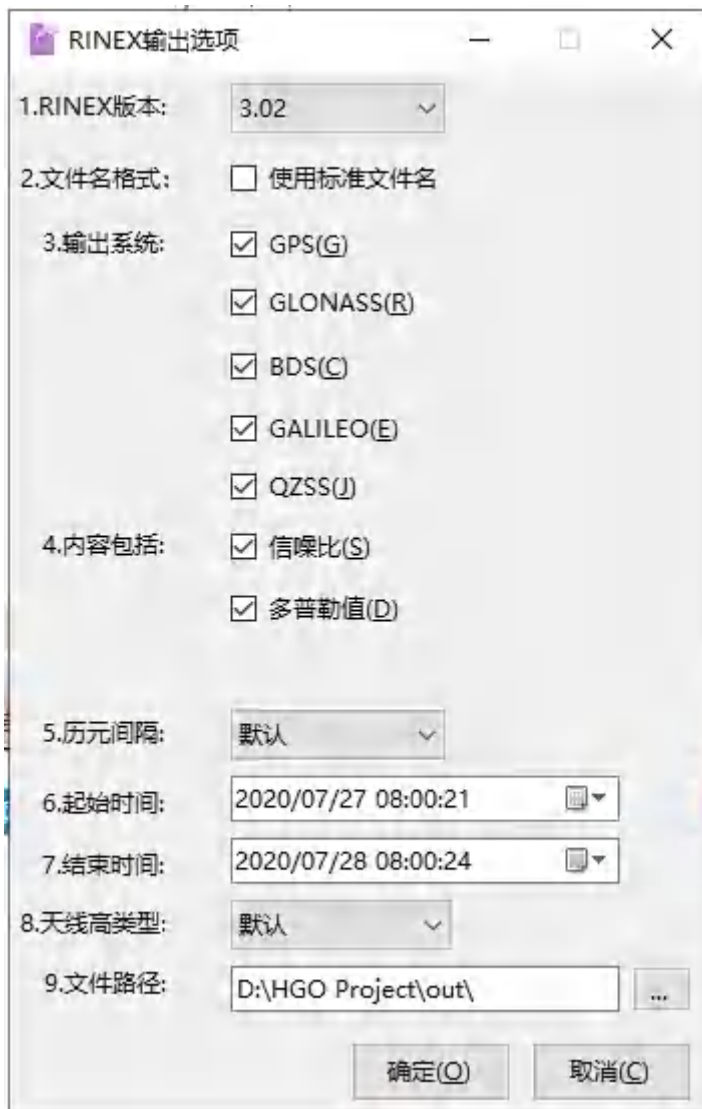 RINEX输出选项
1.RINEX版本: 3.02
2.文件名格式: 使用标准文件名
3.输出系统: GPS(G)
GLONASS(R)
BDS(C)
GALILEO(E)
QZSS(J)
4.内容包括: 信噪比(S)
多普勒值(D)
5.历元间隔: 默认
6.起始时间: 2020/07/27 08:00:21
7.结束时间: 2020/07/28 08:00:24
8.天线高类型: 默认
9.文件路径: D:\HGO Project\out\ ...
确定(O) 取消(C)